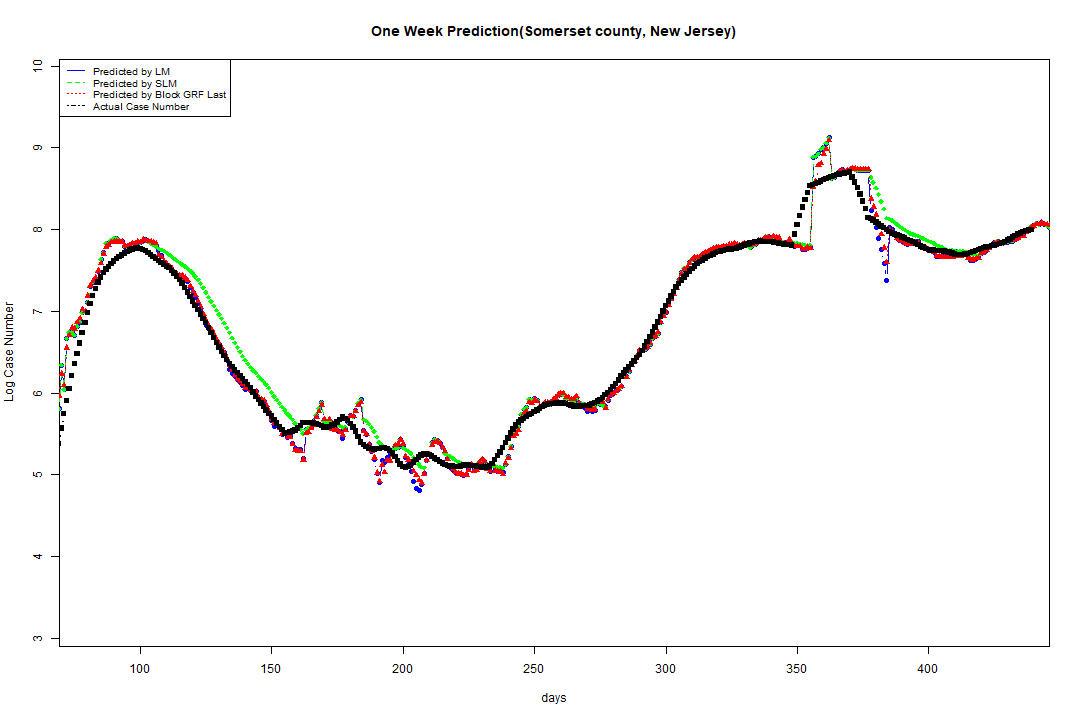 One Week Prediction(Somerset county, New Jersey)
Predicted by LM
Predicted by SLM
Predicted by Block GRF Last
Actual Case Number
10
9
8
7
6
5
4
3
Log Case Number
100 150 200 250 300 350 400
days